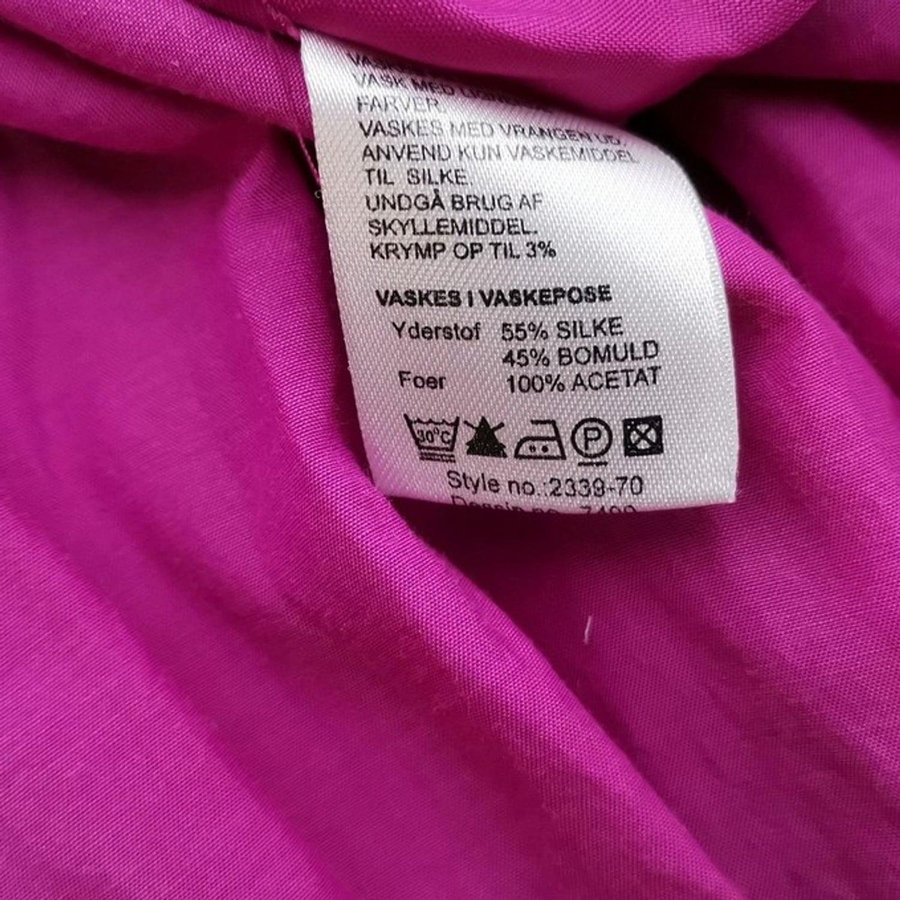 VASK MED
FARVER
VASKES MED VRANGEN UD.
ANVEND KUN VASKEMIDDEL
TIL SILKE.
UNDGÅ BRUG AF
SKYLLEMIDDEL.
KRYMP OP TIL 3%
VASKES I VASKEPOSE
Yderstof 55% SILKE
45% BOMULD
Foer 100% ACETAT
30°C P
Style no.:2339-70